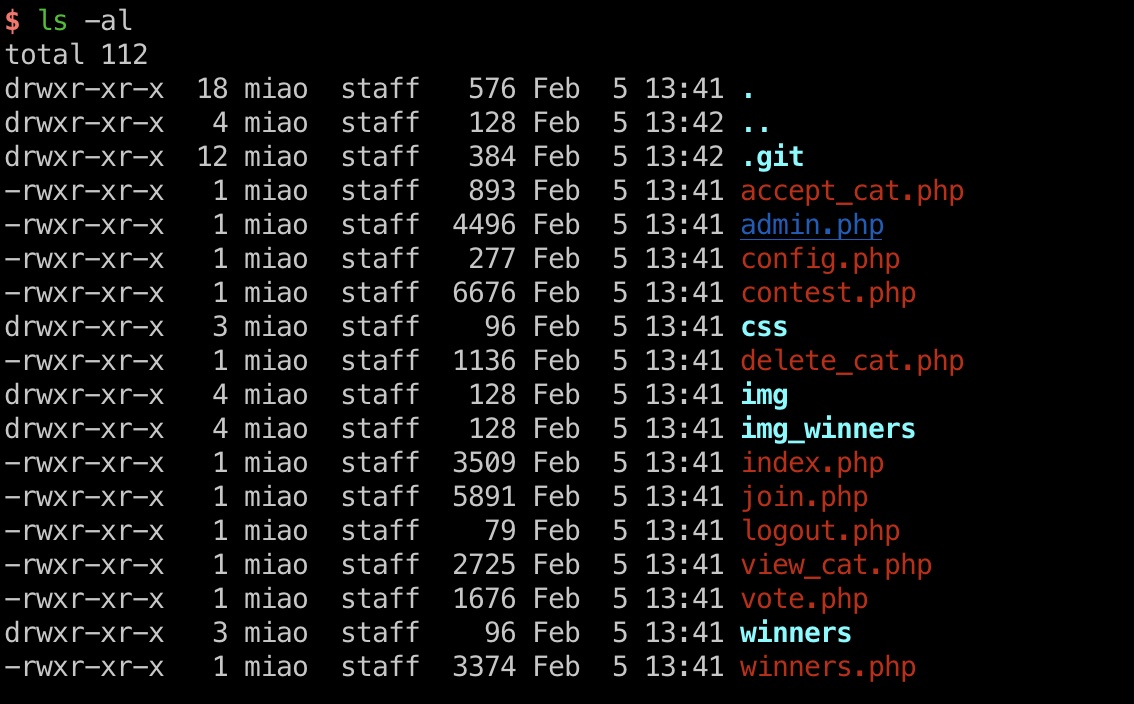 $ ls -al
total 112
drwxr-xr-x  18 miao  staff   576 Feb  5 13:41 .
drwxr-xr-x   4 miao  staff   128 Feb  5 13:42 ..
drwxr-xr-x  12 miao  staff   384 Feb  5 13:42 .git
-rwxr-xr-x   1 miao  staff   893 Feb  5 13:41 accept_cat.php
-rwxr-xr-x   1 miao  staff  4496 Feb  5 13:41 admin.php
-rwxr-xr-x   1 miao  staff   277 Feb  5 13:41 config.php
-rwxr-xr-x   1 miao  staff  6676 Feb  5 13:41 contest.php
drwxr-xr-x   3 miao  staff    96 Feb  5 13:41 css
-rwxr-xr-x   1 miao  staff  1136 Feb  5 13:41 delete_cat.php
drwxr-xr-x   4 miao  staff   128 Feb  5 13:41 img
drwxr-xr-x   4 miao  staff   128 Feb  5 13:41 img_winners
-rwxr-xr-x   1 miao  staff  3509 Feb  5 13:41 index.php
-rwxr-xr-x   1 miao  staff  5891 Feb  5 13:41 join.php
-rwxr-xr-x   1 miao  staff    79 Feb  5 13:41 logout.php
-rwxr-xr-x   1 miao  staff  2725 Feb  5 13:41 view_cat.php
-rwxr-xr-x   1 miao  staff  1676 Feb  5 13:41 vote.php
drwxr-xr-x   3 miao  staff    96 Feb  5 13:41 winners
-rwxr-xr-x   1 miao  staff  3374 Feb  5 13:41 winners.php